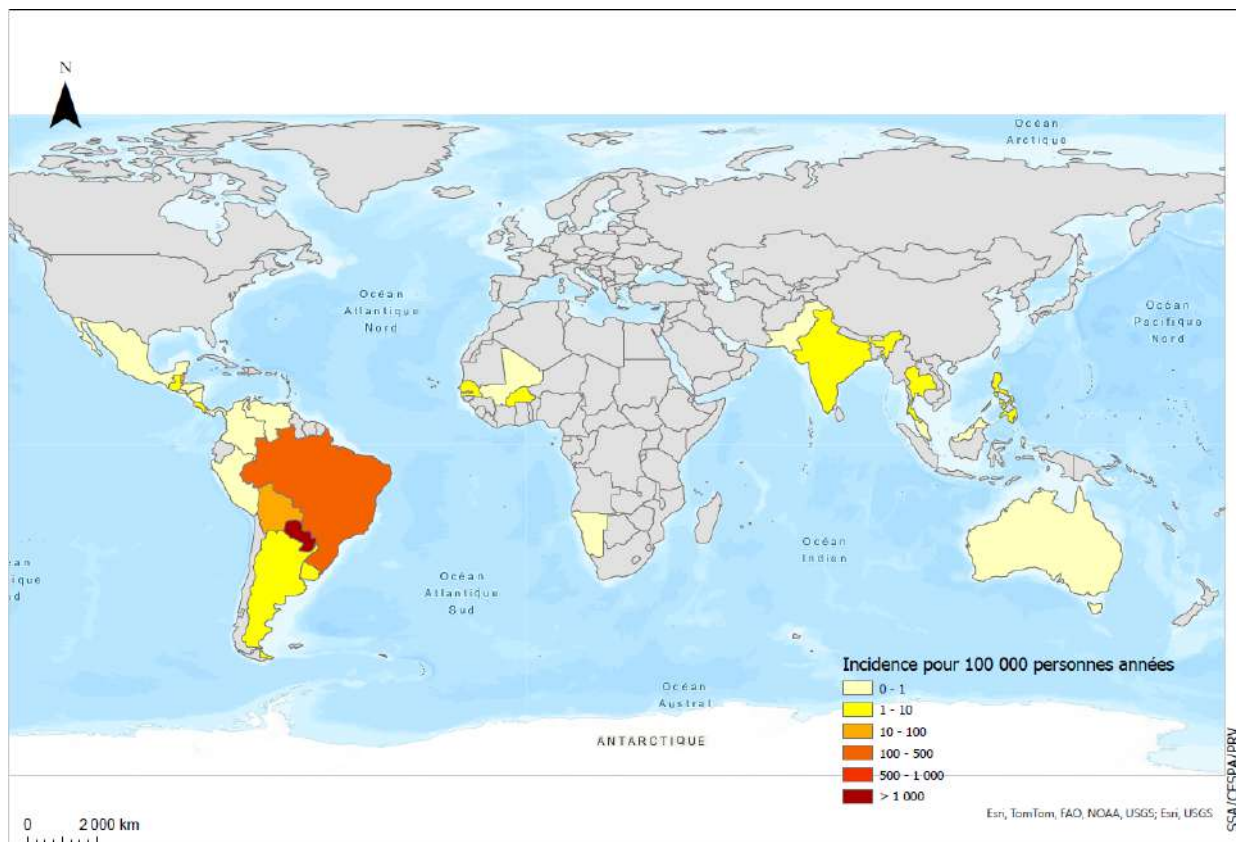 N
Océan
Arctique
Océan
Atlantique
Nord
Océan
Pacifique
Nord
Océan
Indien
Océan
Atlantique
Sud
ique
d
Océan
Austral
ANTARCTIQUE
Incidence pour 100 000 personnes années
0 - 1
1 - 10
10 - 100
100 - 500
500 - 1 000
> 1 000
Esri, TomTom, FAO, NOAA, USGS; Esri, USGS
SSA/CESPA/PRV
0 2 000 km